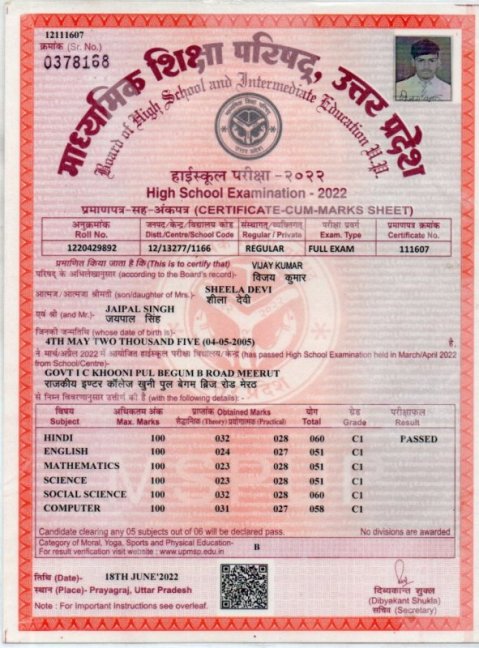 12111607
क्रमांक (Sr. No.)
0378168
माध्यमिक शिक्षा परिषद्, उत्तर प्रदेश
Board of High School and Intermediate Education U.P.
हाईस्कूल परीक्षा -२०२२
High School Examination - 2022
प्रमाणपत्र-सह-अंकपत्र (CERTIFICATE-CUM-MARKS SHEET)
अनुक्रमांक जनपद/केन्द्र/विद्यालय कोड संस्थागत/व्यक्तिगत परीक्षा प्रवर्ग प्रमाणपत्र क्रमांक
Roll No. Distt./Centre/School Code Regular / Private Exam. Type Certificate No.
1220429892 12/13277/1166 REGULAR FULL EXAM 111607
प्रमाणित किया जाता है कि (This is to certify that) VIJAY KUMAR
परिषद के अभिलेखानुसार (according to the Board's record)- विजय कुमार
आत्मज/आत्मजा श्रीमती (son/daughter of Mrs.)- SHEELA DEVI
शीला देवी
एवं श्री (and Mr.)- JAIPAL SINGH
जयपाल सिंह
जिनकी जन्मतिथि (whose date of birth is)-
4TH MAY TWO THOUSAND FIVE (04-05-2005) है,
ने मार्च/अप्रैल 2022 में आयोजित हाईस्कूल परीक्षा विद्यालय/केन्द्र (has passed High School Examination held in March/April 2022
from School/Centre)-
GOVT I C KHOONI PUL BEGUM B ROAD MEERUT
राजकीय इण्टर कॉलेज खुनी पुल बेगम ब्रिज रोड मेरठ
से निम्न विवरणानुसार उत्तीर्ण की है (with the following details):-
विषय अधिकतम अंक प्राप्तांक Obtained Marks योग ग्रेड परीक्षाफल
Subject Max. Marks सैद्धान्तिक (Theory) प्रयोगात्मक (Practical) Total Grade Result
HINDI 100 032 028 060 C1 PASSED
ENGLISH 100 024 027 051 C1
MATHEMATICS 100 023 028 051 C1
SCIENCE 100 023 028 051 C1
SOCIAL SCIENCE 100 032 028 060 C1
COMPUTER 100 031 027 058 C1
Candidate clearing any 05 subjects out of 06 will be declared pass. No divisions are awarded
Category of Moral, Yoga, Sports and Physical Education- B
For result verification visit website : www.upmsp.edu.in
तिथि (Date)- 18TH JUNE'2022
स्थान (Place)- Prayagraj, Uttar Pradesh
Note : For Important Instructions see overleaf.
दिव्यकान्त शुक्ल
(Dibyakant Shukla)
सचिव (Secretary)